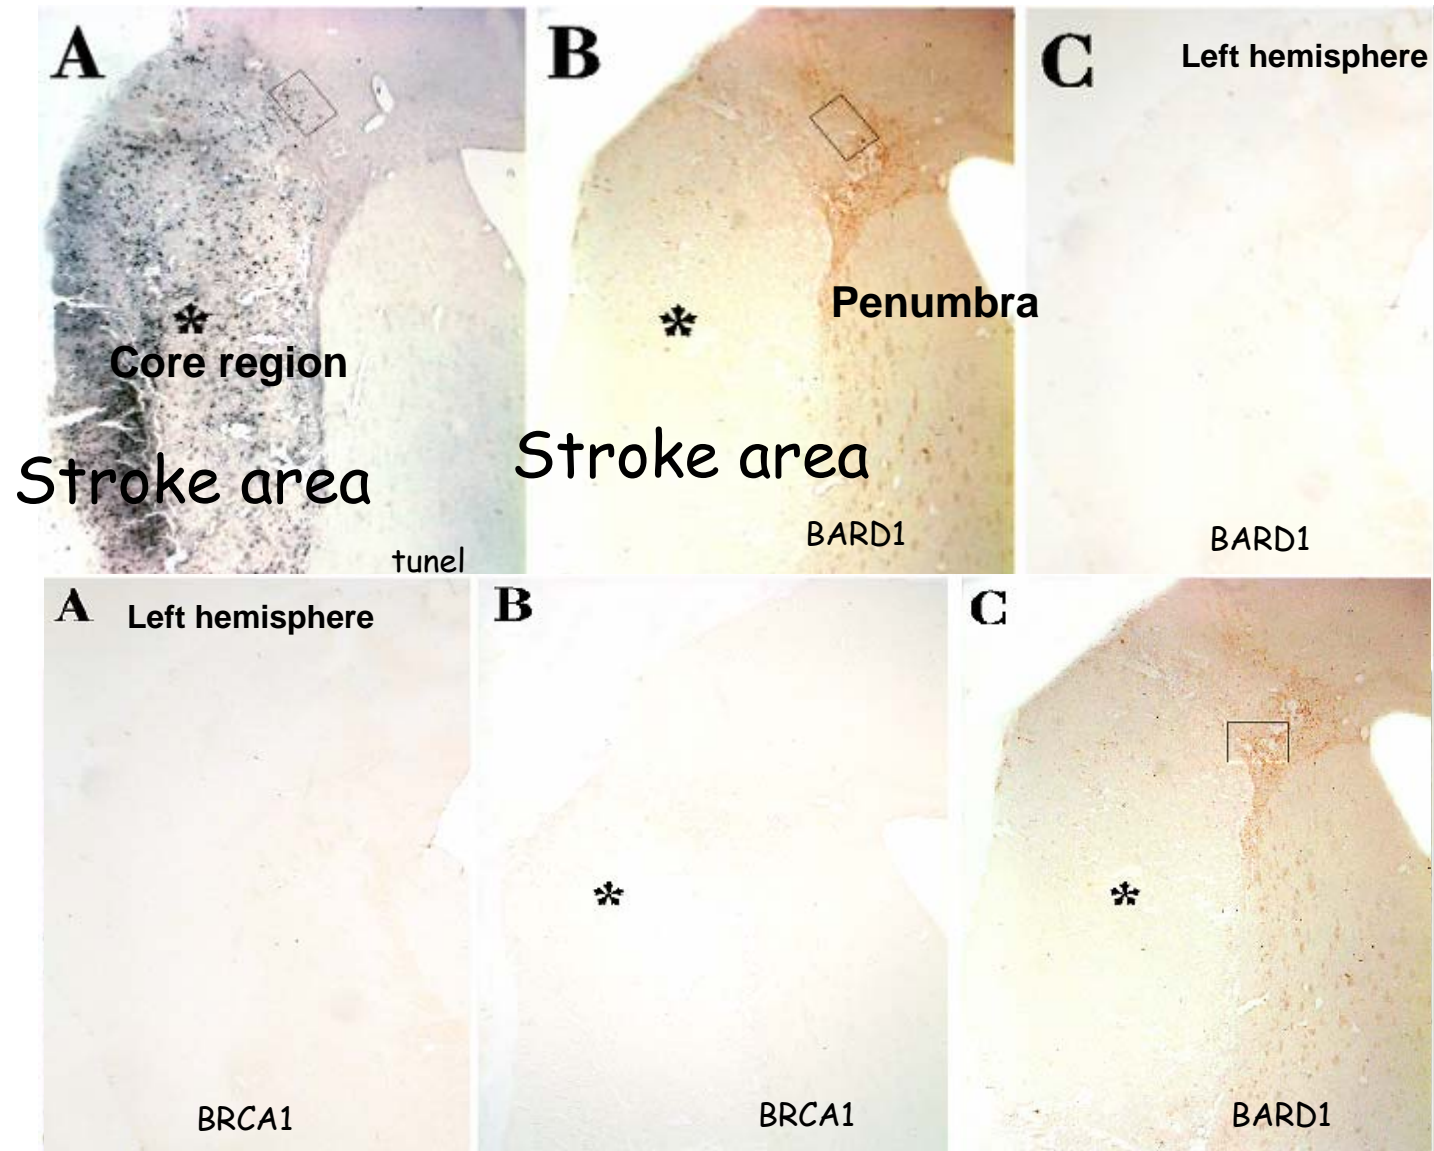 A
B
C
Left hemisphere
*
Core region
*
Penumbra
Stroke area
Stroke area
tunel
BARD1
BARD1
A
Left hemisphere
B
C
*
*
BRCA1
BRCA1
BARD1